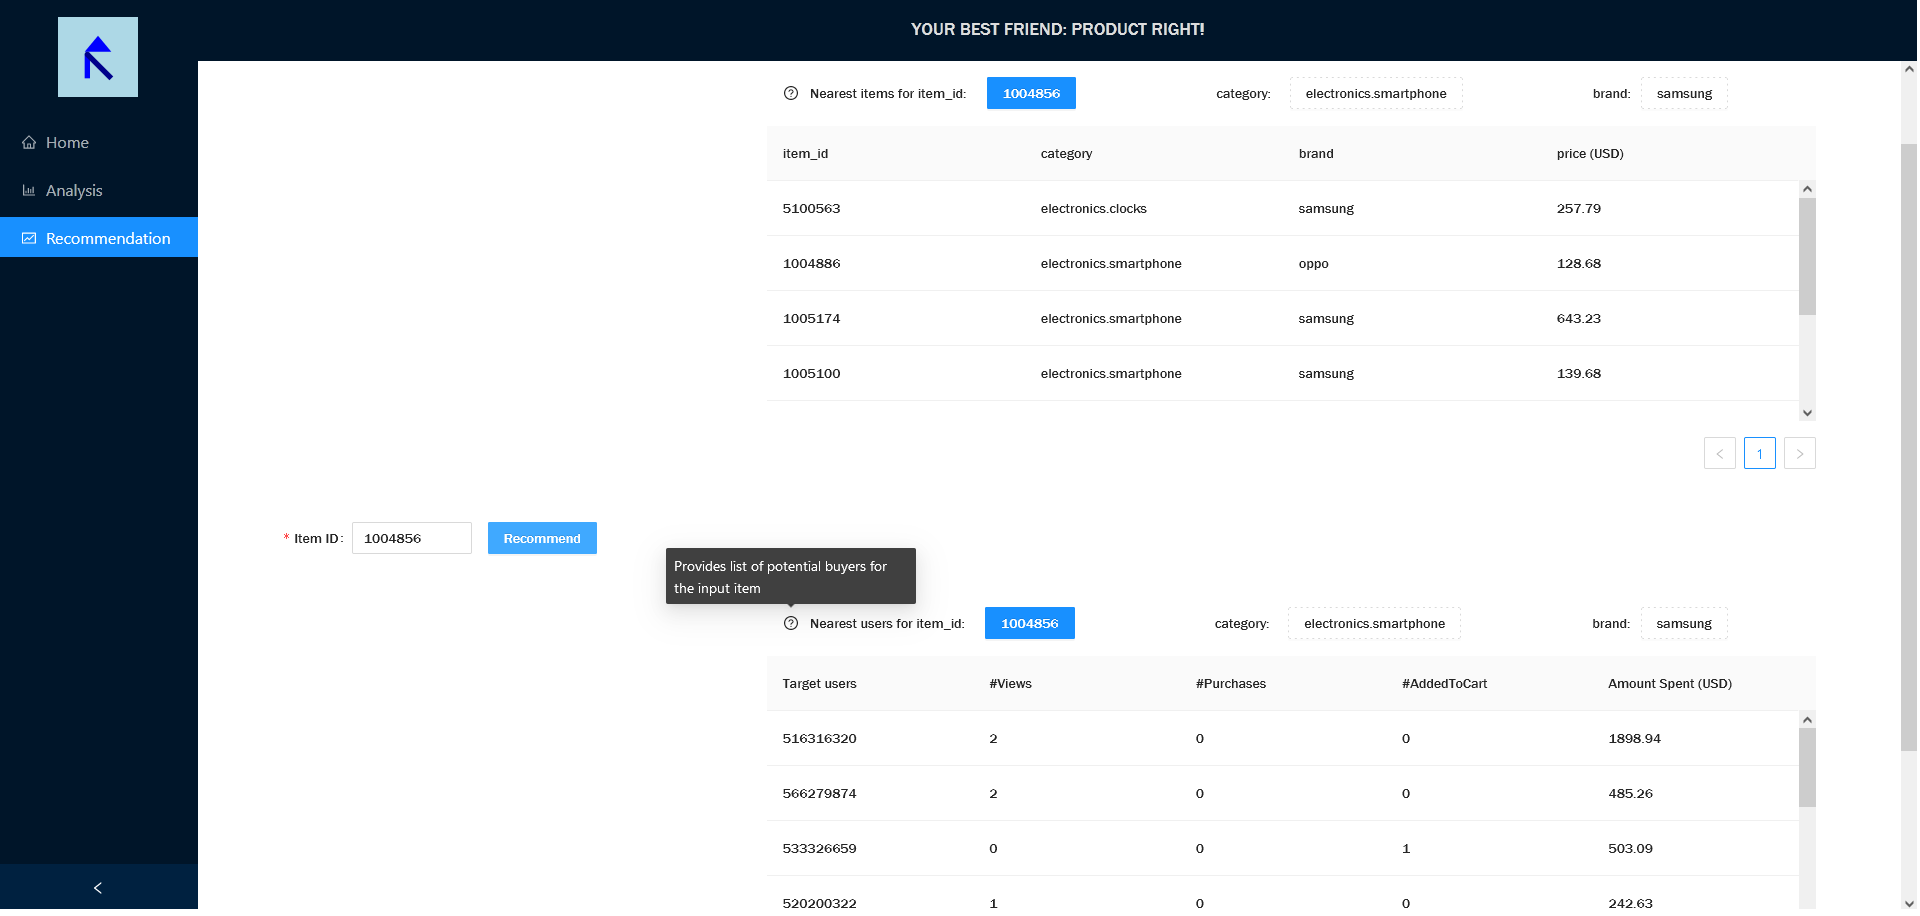 YOUR BEST FRIEND: PRODUCT RIGHT!
Home
Analysis
Recommendation
Nearest items for item_id: 1004856 category: electronics.smartphone brand: samsung
item_id category brand price (USD)
5100563 electronics.clocks samsung 257.79
1004886 electronics.smartphone oppo 128.68
1005174 electronics.smartphone samsung 643.23
1005100 electronics.smartphone samsung 139.68
1
* Item ID: 1004856 Recommend
Provides list of potential buyers for
the input item
Nearest users for item_id: 1004856 category: electronics.smartphone brand: samsung
Target users #Views #Purchases #AddedToCart Amount Spent (USD)
516316320 2 0 0 1898.94
566279874 2 0 0 485.26
533326659 0 0 1 503.09
520200322 1 0 0 242.63